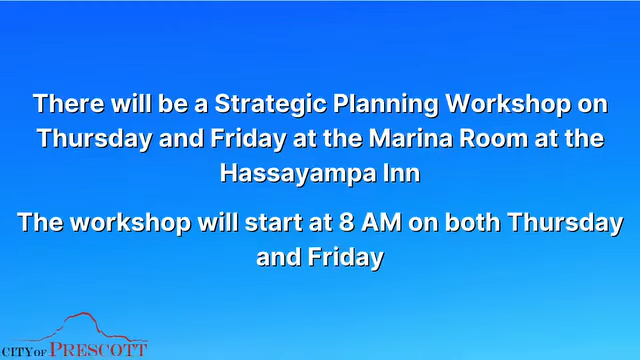 There will be a Strategic Planning Workshop on
Thursday and Friday at the Marina Room at the
Hassayampa Inn
The workshop will start at 8 AM on both Thursday
and Friday
CITY OF PRESCOTT